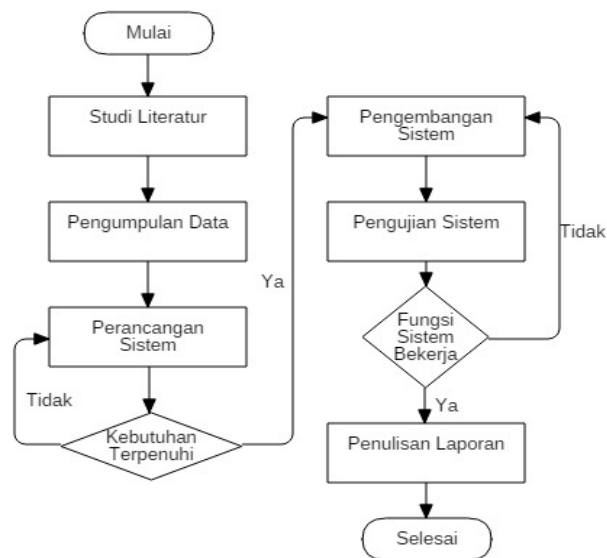 Mulai
Studi Literatur
Pengumpulan Data
Perancangan
Sistem
Tidak
Kebutuhan
Terpenuhi
Ya
Pengembangan
Sistem
Pengujian Sistem
Tidak
Fungsi
Sistem
Bekerja
Ya
Penulisan Laporan
Selesai